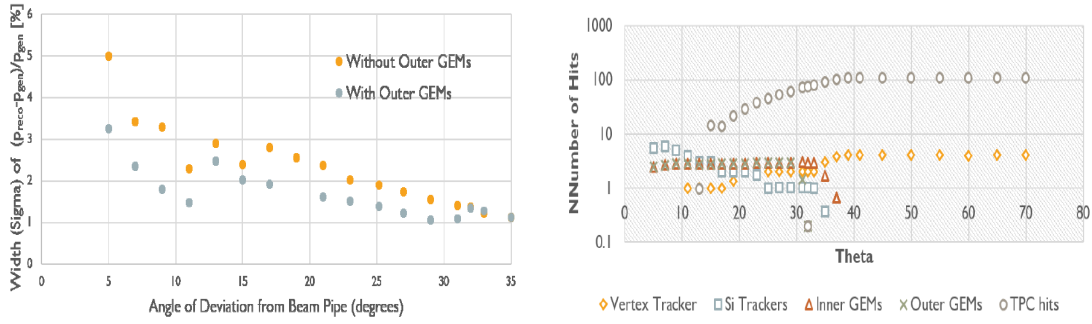 Width (Sigma) of (Preco-Pgen)/Pgen [%]
6
5
4
3
2
1
0
Without Outer GEMs
With Outer GEMs
0 5 10 15 20 25 30 35
Angle of Deviation from Beam Pipe (degrees)
NNumber of Hits
1000
100
10
1
0.1
0 10 20 30 40 50 60 70 80
Theta
Vertex Tracker Si Trackers Inner GEMs Outer GEMs TPC hits